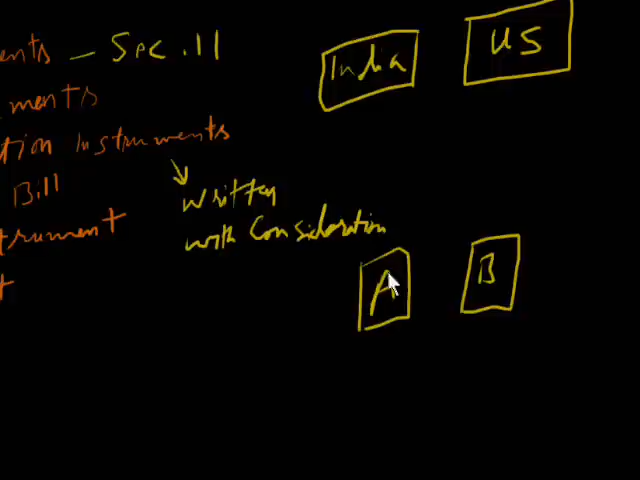 ents - Sec.11
India
US
ments
tion Instruments
Bill
Written
with Consideration
trument
t
A
B